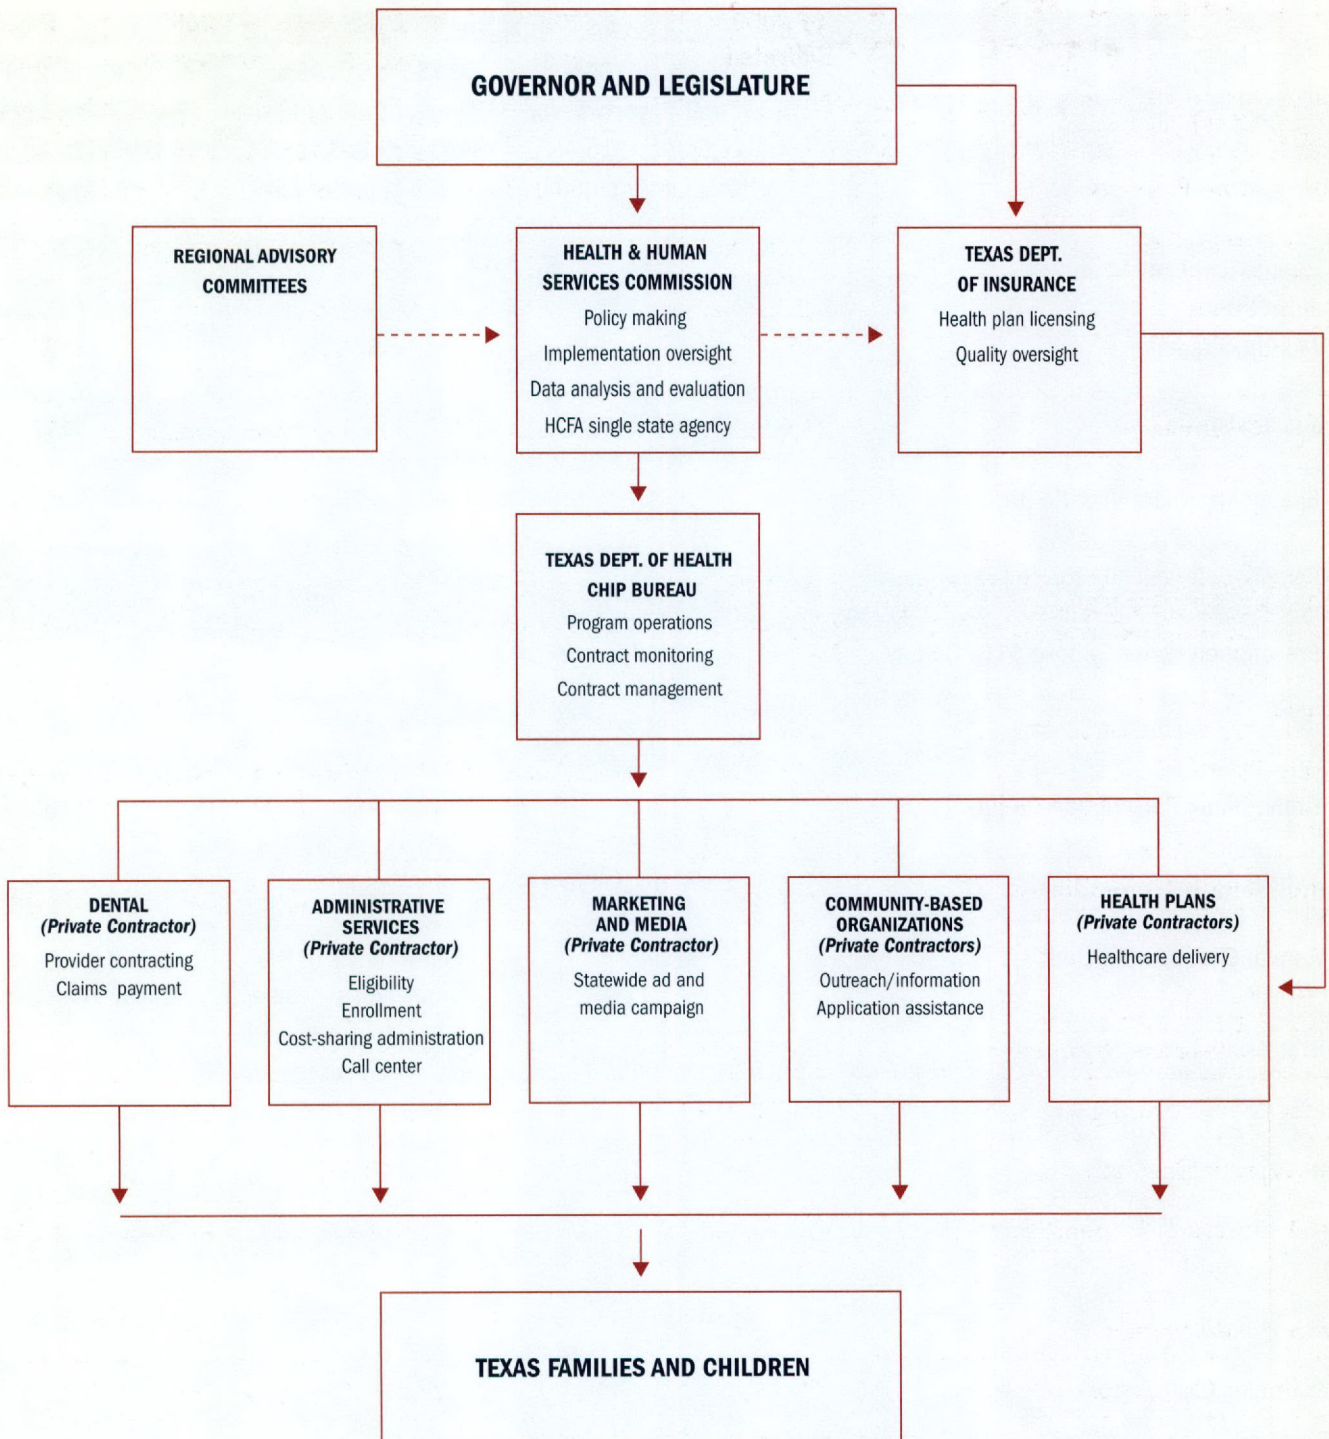 GOVERNOR AND LEGISLATURE
REGIONAL ADVISORY
COMMITTEES
HEALTH & HUMAN
SERVICES COMMISSION
Policy making
Implementation oversight
Data analysis and evaluation
HCFA single state agency
TEXAS DEPT.
OF INSURANCE
Health plan licensing
Quality oversight
TEXAS DEPT. OF HEALTH
CHIP BUREAU
Program operations
Contract monitoring
Contract management
DENTAL
(Private Contractor)
Provider contracting
Claims payment
ADMINISTRATIVE
SERVICES
(Private Contractor)
Eligibility
Enrollment
Cost-sharing administration
Call center
MARKETING
AND MEDIA
(Private Contractor)
Statewide ad and
media campaign
COMMUNITY-BASED
ORGANIZATIONS
(Private Contractors)
Outreach/information
Application assistance
HEALTH PLANS
(Private Contractors)
Healthcare delivery
TEXAS FAMILIES AND CHILDREN